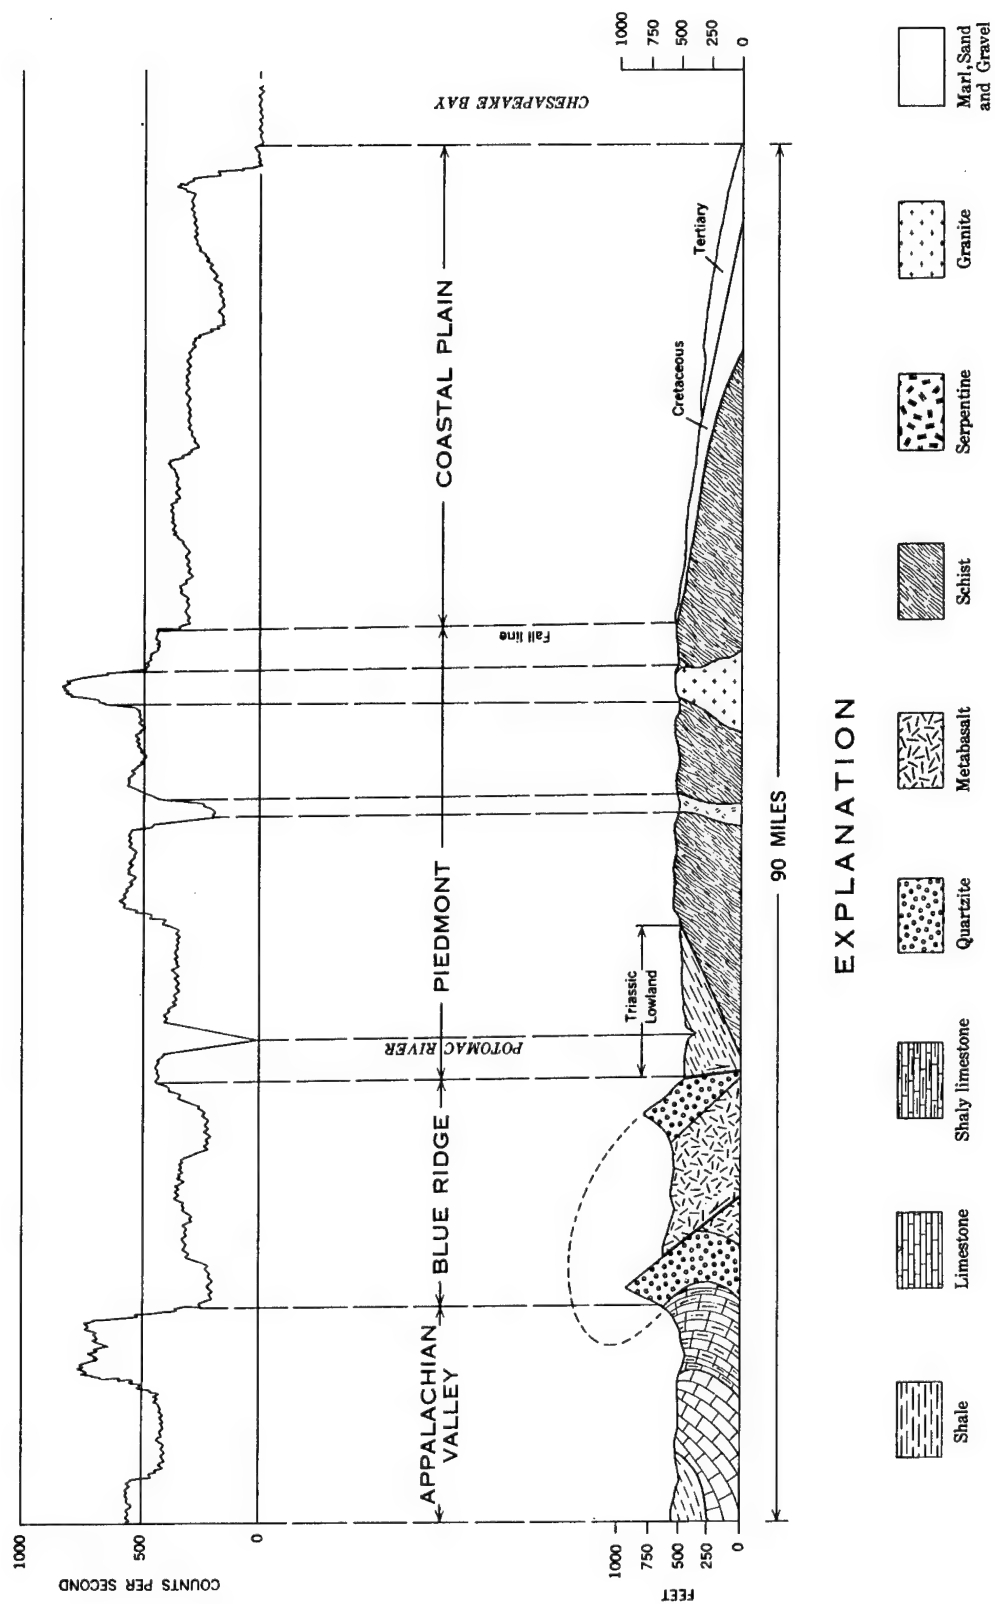 COUNTS PER SECOND
1000
500
0
CHESAPEAKE BAY
APPALACHIAN
VALLEY
BLUE RIDGE
PIEDMONT
COASTAL PLAIN
POTOMAC RIVER
Fall line
FEET
1000
750
500
250
0
Triassic
Lowland
Cretaceous
Tertiary
1000
750
500
250
0
90 MILES
EXPLANATION
Shale
Limestone
Shaly limestone
Quartzite
Metabasalt
Schist
Serpentine
Granite
Marl, Sand
and Gravel